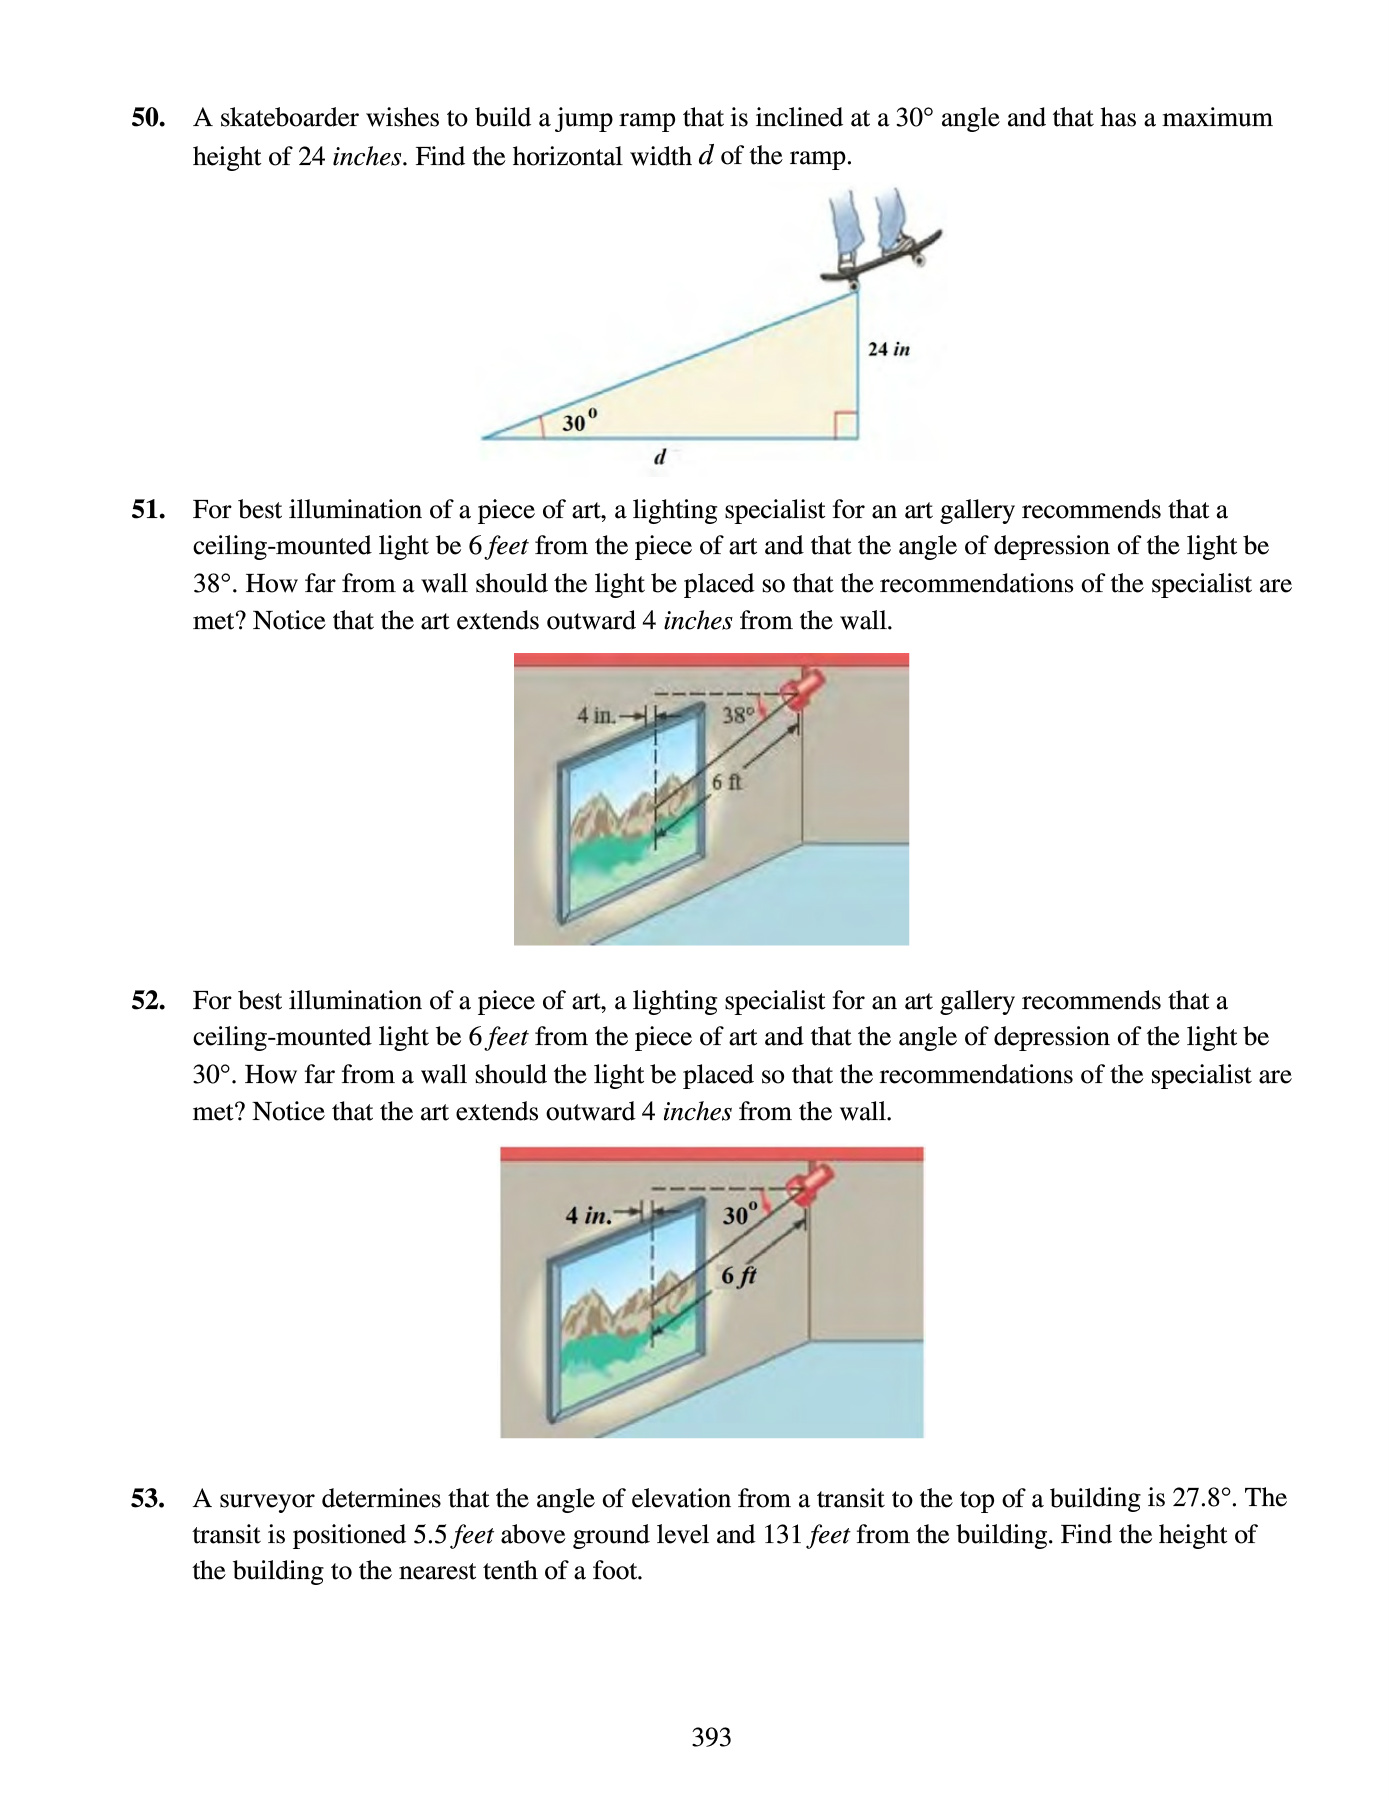 50. A skateboarder wishes to build a jump ramp that is inclined at a 30° angle and that has a maximum
height of 24 inches. Find the horizontal width d of the ramp.
24 in
30⁰
d
51. For best illumination of a piece of art, a lighting specialist for an art gallery recommends that a
ceiling-mounted light be 6 feet from the piece of art and that the angle of depression of the light be
38°. How far from a wall should the light be placed so that the recommendations of the specialist are
met? Notice that the art extends outward 4 inches from the wall.
4 in. 38°
6 ft
52. For best illumination of a piece of art, a lighting specialist for an art gallery recommends that a
ceiling-mounted light be 6 feet from the piece of art and that the angle of depression of the light be
30°. How far from a wall should the light be placed so that the recommendations of the specialist are
met? Notice that the art extends outward 4 inches from the wall.
4 in. 30⁰
6 ft
53. A surveyor determines that the angle of elevation from a transit to the top of a building is 27.8°. The
transit is positioned 5.5 feet above ground level and 131 feet from the building. Find the height of
the building to the nearest tenth of a foot.
393